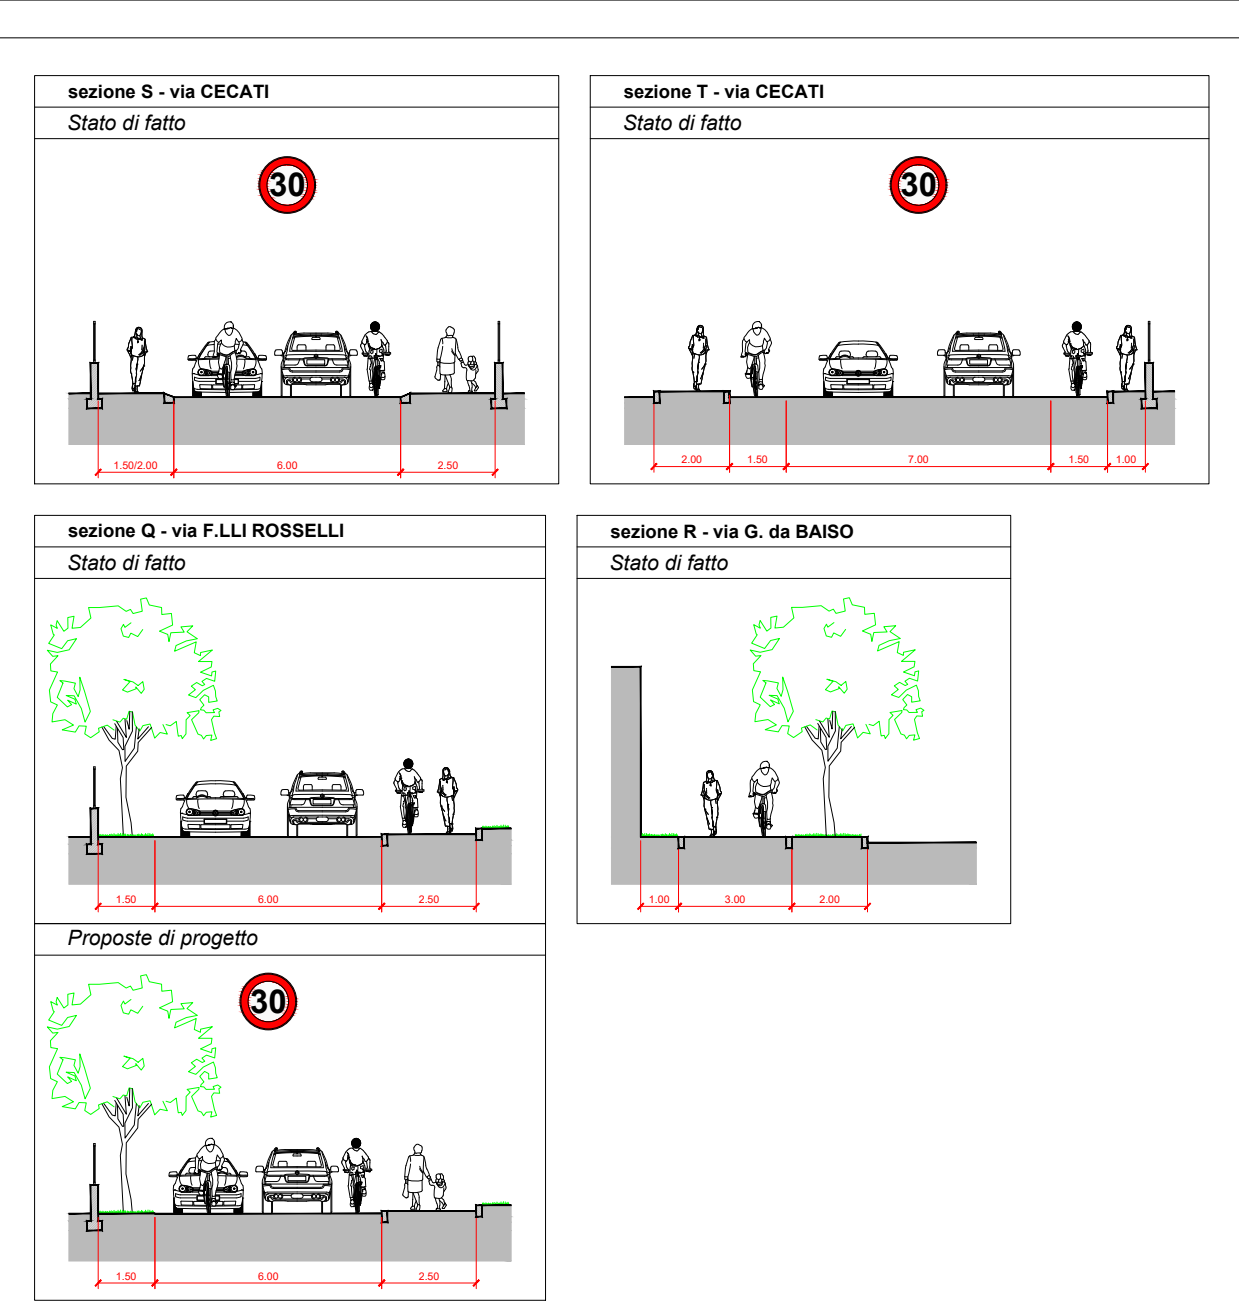 sezione S - via CECATI
Stato di fatto
30
1.50/2.00 6.00 2.50
sezione T - via CECATI
Stato di fatto
30
2.00 1.50 7.00 1.50 1.00
sezione Q - via F.LLI ROSSELLI
Stato di fatto
1.50 6.00 2.50
Proposte di progetto
30
1.50 6.00 2.50
sezione R - via G. da BAISO
Stato di fatto
1.00 3.00 2.00